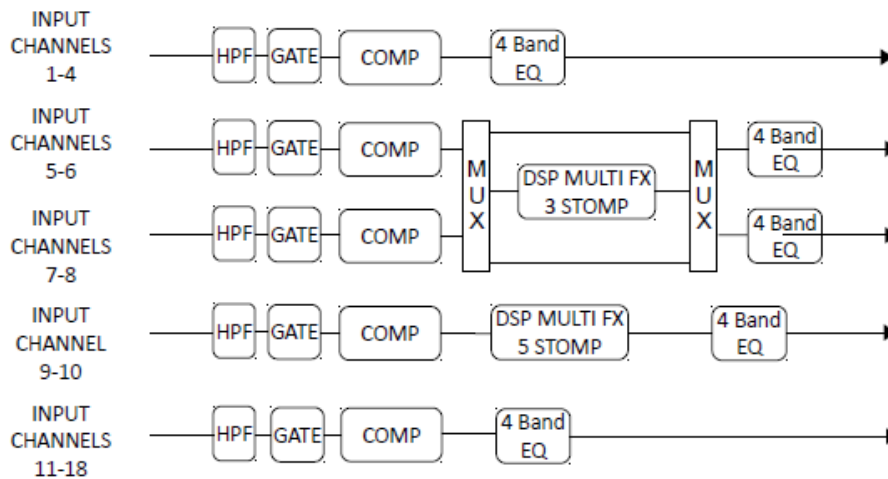 INPUT
CHANNELS
1-4
HPF GATE COMP 4 Band
EQ
INPUT
CHANNELS
5-6
HPF GATE COMP
4 Band
EQ
MUX
DSP MULTI FX
3 STOMP
MUX
INPUT
CHANNELS
7-8
HPF GATE COMP
4 Band
EQ
INPUT
CHANNEL
9-10
HPF GATE COMP
DSP MULTI FX
5 STOMP
4 Band
EQ
INPUT
CHANNELS
11-18
HPF GATE COMP
4 Band
EQ